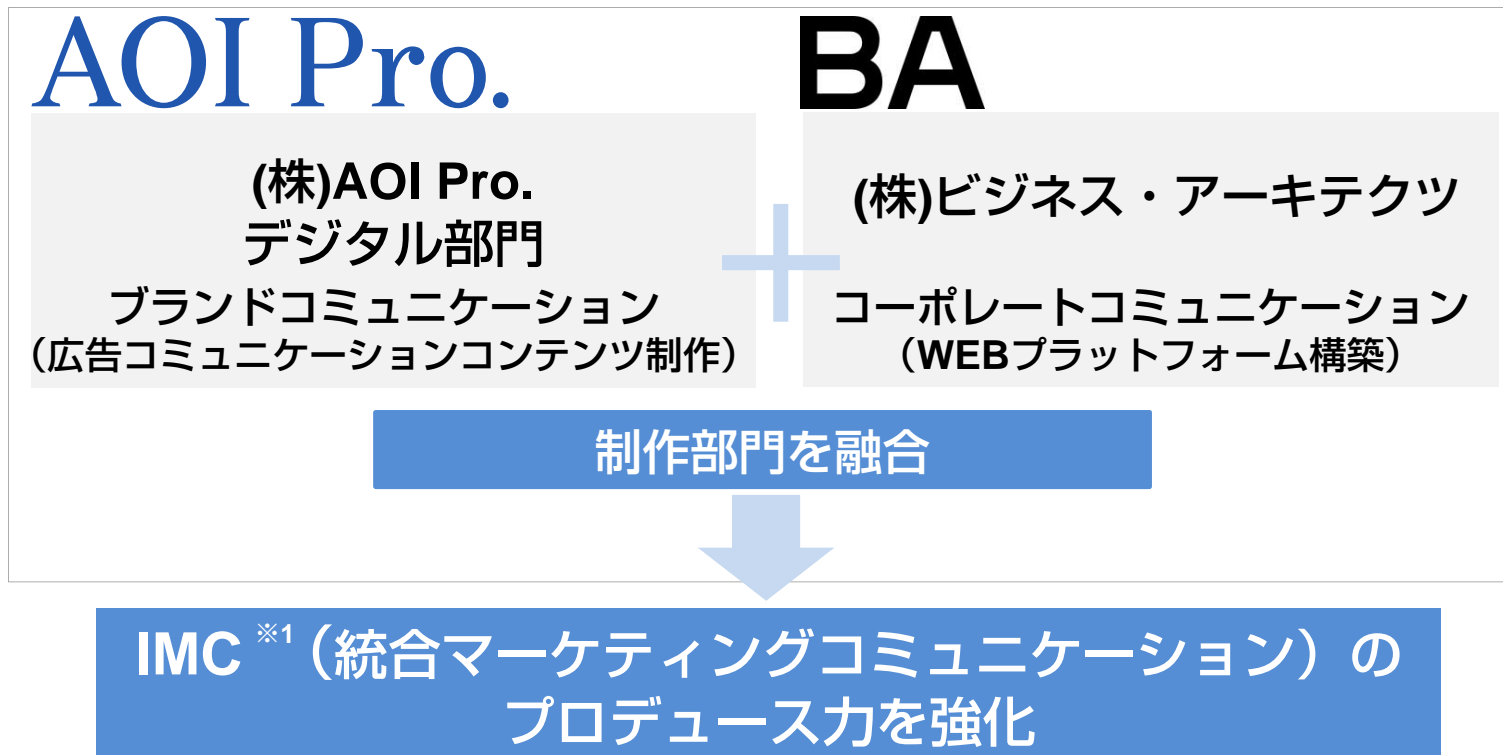 AOI Pro.
(株)AOI Pro.
デジタル部門
ブランドコミュニケーション
（広告コミュニケーションコンテンツ制作）
BA
(株)ビジネス・アーキテクツ
コーポレートコミュニケーション
（WEBプラットフォーム構築）
制作部門を融合
IMC ※1（統合マーケティングコミュニケーション）の
プロデュース力を強化